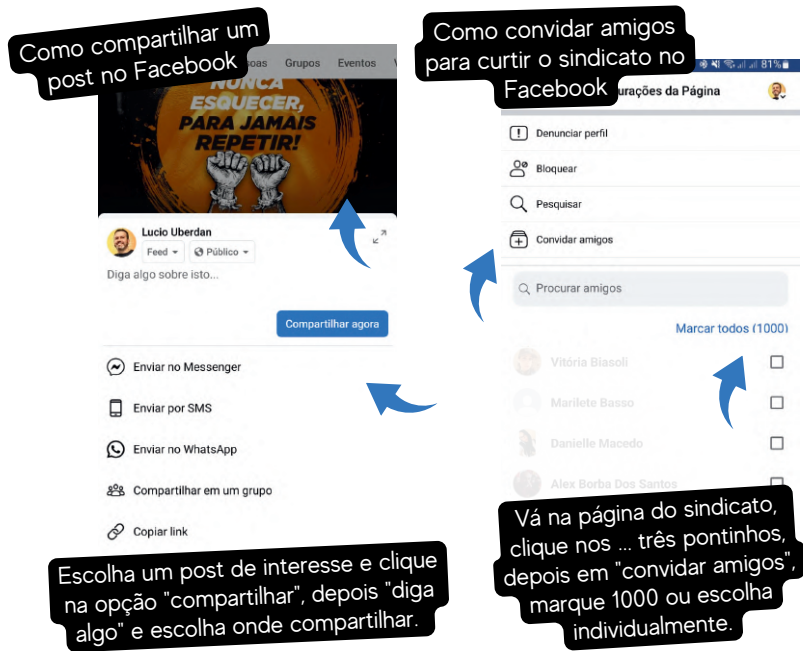 Como compartilhar um
post no Facebook
Grupos Eventos
NUNCA
ESQUECER,
PARA JAMAIS
REPETIR!
Lucio Uberdan
Feed Público
Diga algo sobre isto...
Compartilhar agora
Enviar no Messenger
Enviar por SMS
Enviar no WhatsApp
Compartilhar em um grupo
Copiar link
Escolha um post de interesse e clique
na opção "compartilhar", depois "diga
algo" e escolha onde compartilhar.
Como convidar amigos
para curtir o sindicato no
Facebook
81%
urações da Página
Denunciar perfil
Bloquear
Pesquisar
Convidar amigos
Procurar amigos
Marcar todos (1000)
Vitória Biasoli
Marilete Basso
Danielle Macedo
Alex Borba Dos Santos
Vá na página do sindicato,
clique nos ... três pontinhos,
depois em "convidar amigos",
marque 1000 ou escolha
individualmente.